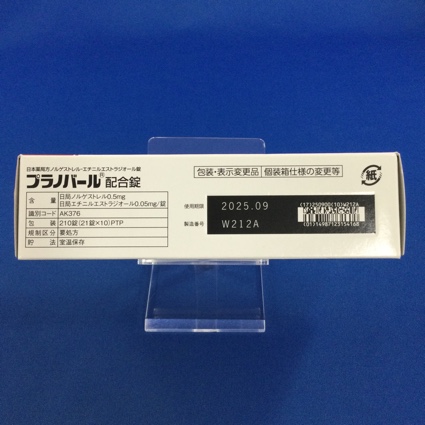 日本薬局方 ノルゲストレル・エチニルエストラジオール錠
プラノバール®配合錠
含量 日局ノルゲストレル0.5mg
日局エチニルエストラジオール0.05mg/錠
識別コード AK376
包装 210錠(21錠×10)PTP
規制区分 要処方
貯法 室温保存
包装・表示変更品 個装箱仕様の変更等
紙
使用期限 2025.09
製造番号 W212A
(17)250900(10)W212A
(01)14987123154168